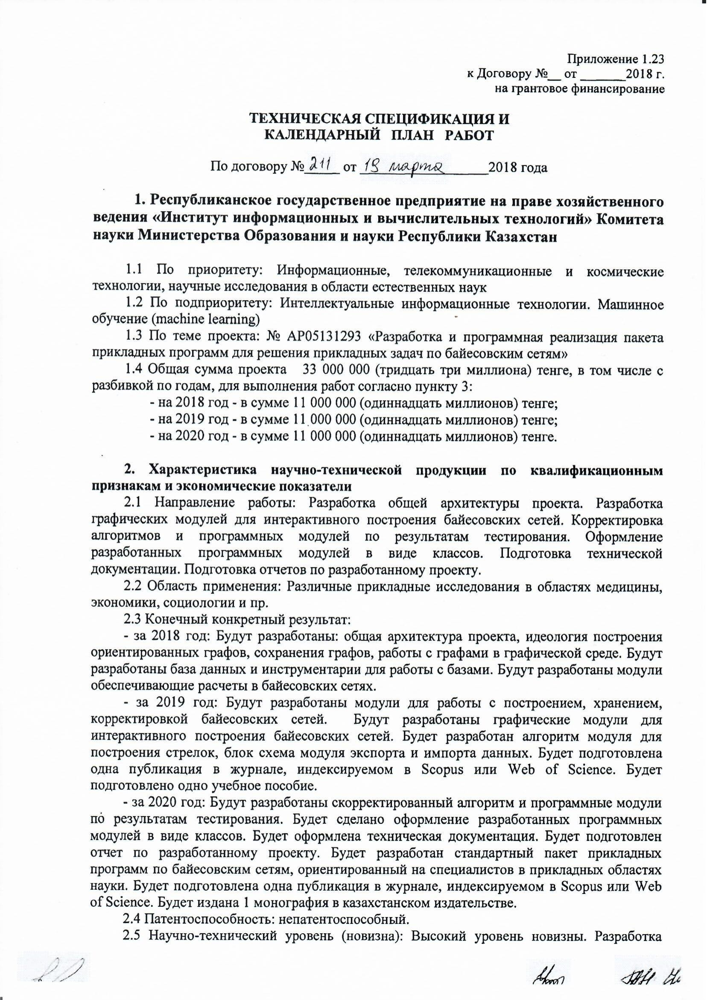 Приложение 1.23
к Договору №__ от _______2018 г.
на грантовое финансирование
ТЕХНИЧЕСКАЯ СПЕЦИФИКАЦИЯ И
КАЛЕНДАРНЫЙ ПЛАН РАБОТ
По договору № 211 от 19 марта 2018 года
1. Республиканское государственное предприятие на праве хозяйственного
ведения «Институт информационных и вычислительных технологий» Комитета
науки Министерства Образования и науки Республики Казахстан
1.1 По приоритету: Информационные, телекоммуникационные и космические
технологии, научные исследования в области естественных наук
1.2 По подприоритету: Интеллектуальные информационные технологии. Машинное
обучение (machine learning)
1.3 По теме проекта: № АР05131293 «Разработка и программная реализация пакета
прикладных программ для решения прикладных задач по байесовским сетям»
1.4 Общая сумма проекта 33 000 000 (тридцать три миллиона) тенге, в том числе с
разбивкой по годам, для выполнения работ согласно пункту 3:
- на 2018 год - в сумме 11 000 000 (одиннадцать миллионов) тенге;
- на 2019 год - в сумме 11 000 000 (одиннадцать миллионов) тенге;
- на 2020 год - в сумме 11 000 000 (одиннадцать миллионов) тенге.
2. Характеристика научно-технической продукции по квалификационным
признакам и экономические показатели
2.1 Направление работы: Разработка общей архитектуры проекта. Разработка
графических модулей для интерактивного построения байесовских сетей. Корректировка
алгоритмов и программных модулей по результатам тестирования. Оформление
разработанных программных модулей в виде классов. Подготовка технической
документации. Подготовка отчетов по разработанному проекту.
2.2 Область применения: Различные прикладные исследования в областях медицины,
экономики, социологии и пр.
2.3 Конечный конкретный результат:
- за 2018 год: Будут разработаны: общая архитектура проекта, идеология построения
ориентированных графов, сохранения графов, работы с графами в графической среде. Будут
разработаны база данных и инструментарии для работы с базами. Будут разработаны модули
обеспечивающие расчеты в байесовских сетях.
- за 2019 год: Будут разработаны модули для работы с построением, хранением,
корректировкой байесовских сетей. Будут разработаны графические модули для
интерактивного построения байесовских сетей. Будет разработан алгоритм модуля для
построения стрелок, блок схема модуля экспорта и импорта данных. Будет подготовлена
одна публикация в журнале, индексируемом в Scopus или Web of Science. Будет
подготовлено одно учебное пособие.
- за 2020 год: Будут разработаны скорректированный алгоритм и программные модули
по результатам тестирования. Будет сделано оформление разработанных программных
модулей в виде классов. Будет оформлена техническая документация. Будет подготовлен
отчет по разработанному проекту. Будет разработан стандартный пакет прикладных
программ по байесовским сетям, ориентированный на специалистов в прикладных областях
науки. Будет подготовлена одна публикация в журнале, индексируемом в Scopus или Web
of Science. Будет издана 1 монография в казахстанском издательстве.
2.4 Патентоспособность: непатентоспособный.
2.5 Научно-технический уровень (новизна): Высокий уровень новизны. Разработка